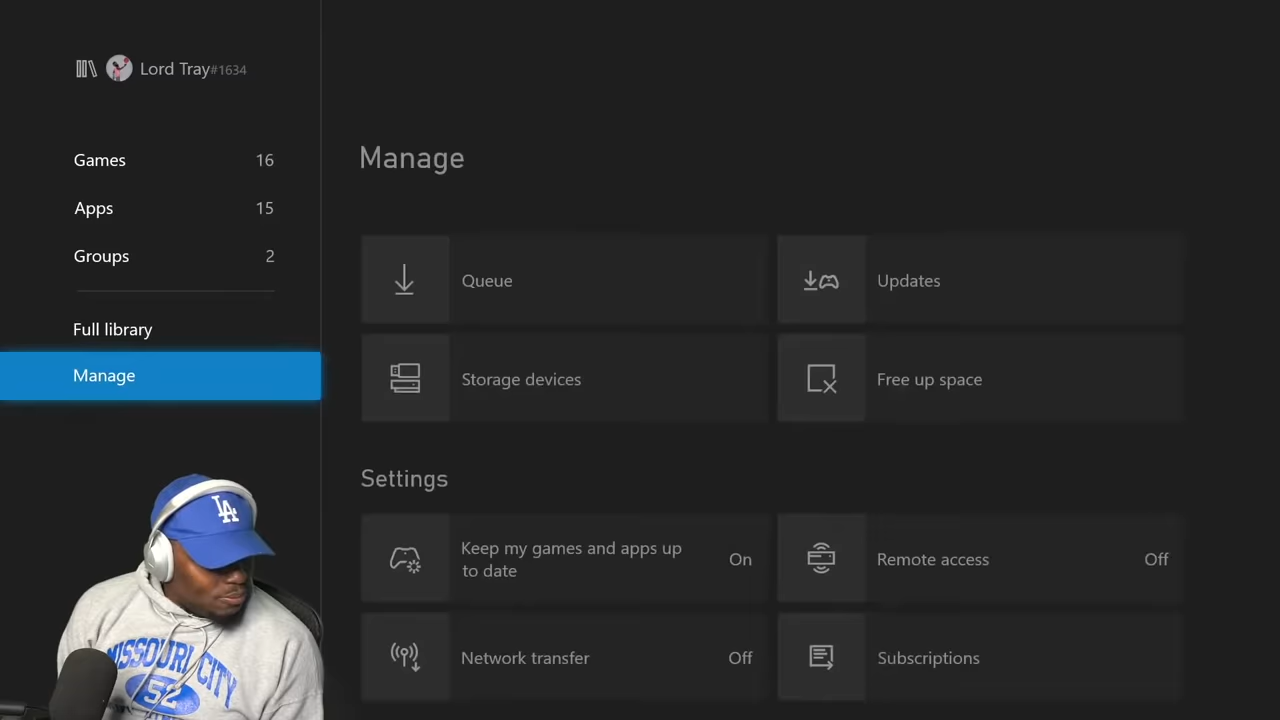 Lord Tray#1634
Games 16
Apps 15
Groups 2
Full library
Manage
Manage
Queue
Updates
Storage devices
Free up space
Settings
Keep my games and apps up
to date
On
Remote access Off
Network transfer Off
Subscriptions
LA
MISSOURI CITY
52